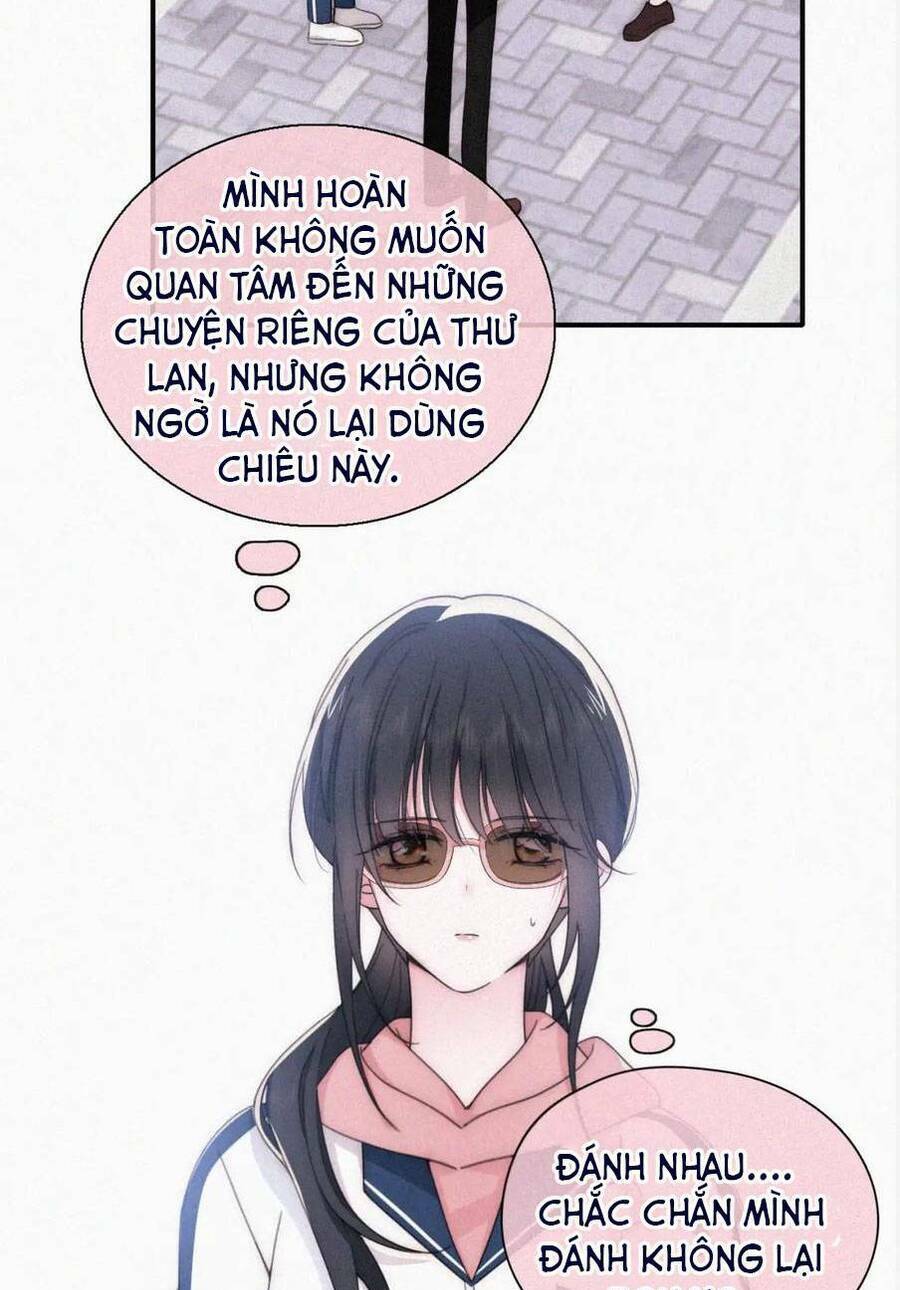 MÌNH HOÀN
TOÀN KHÔNG MUỐN
QUAN TÂM ĐẾN NHỮNG
CHUYỆN RIÊNG CỦA THƯ
LAN, NHƯNG KHÔNG
NGỜ LÀ NÓ LẠI DÙNG
CHIÊU NÀY.
ĐÁNH NHAU....
CHẮC CHẮN MÌNH
ĐÁNH KHÔNG LẠI